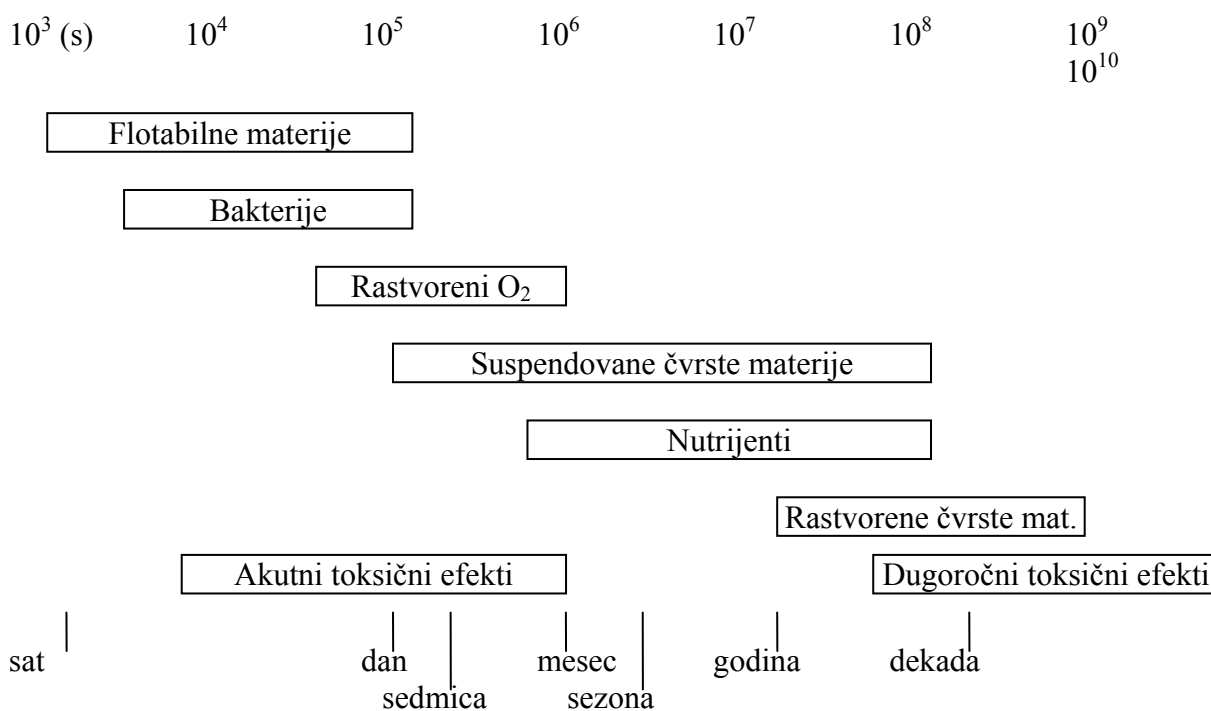 10³ (s) 10⁴ 10⁵ 10⁶ 10⁷ 10⁸ 10⁹
10¹⁰
Flotabilne materije
Bakterije
Rastvoreni O₂
Suspendovane čvrste materije
Nutrijenti
Rastvorene čvrste mat.
Akutni toksični efekti Dugoročni toksični efekti
sat dan mesec godina dekada
sedmica sezona